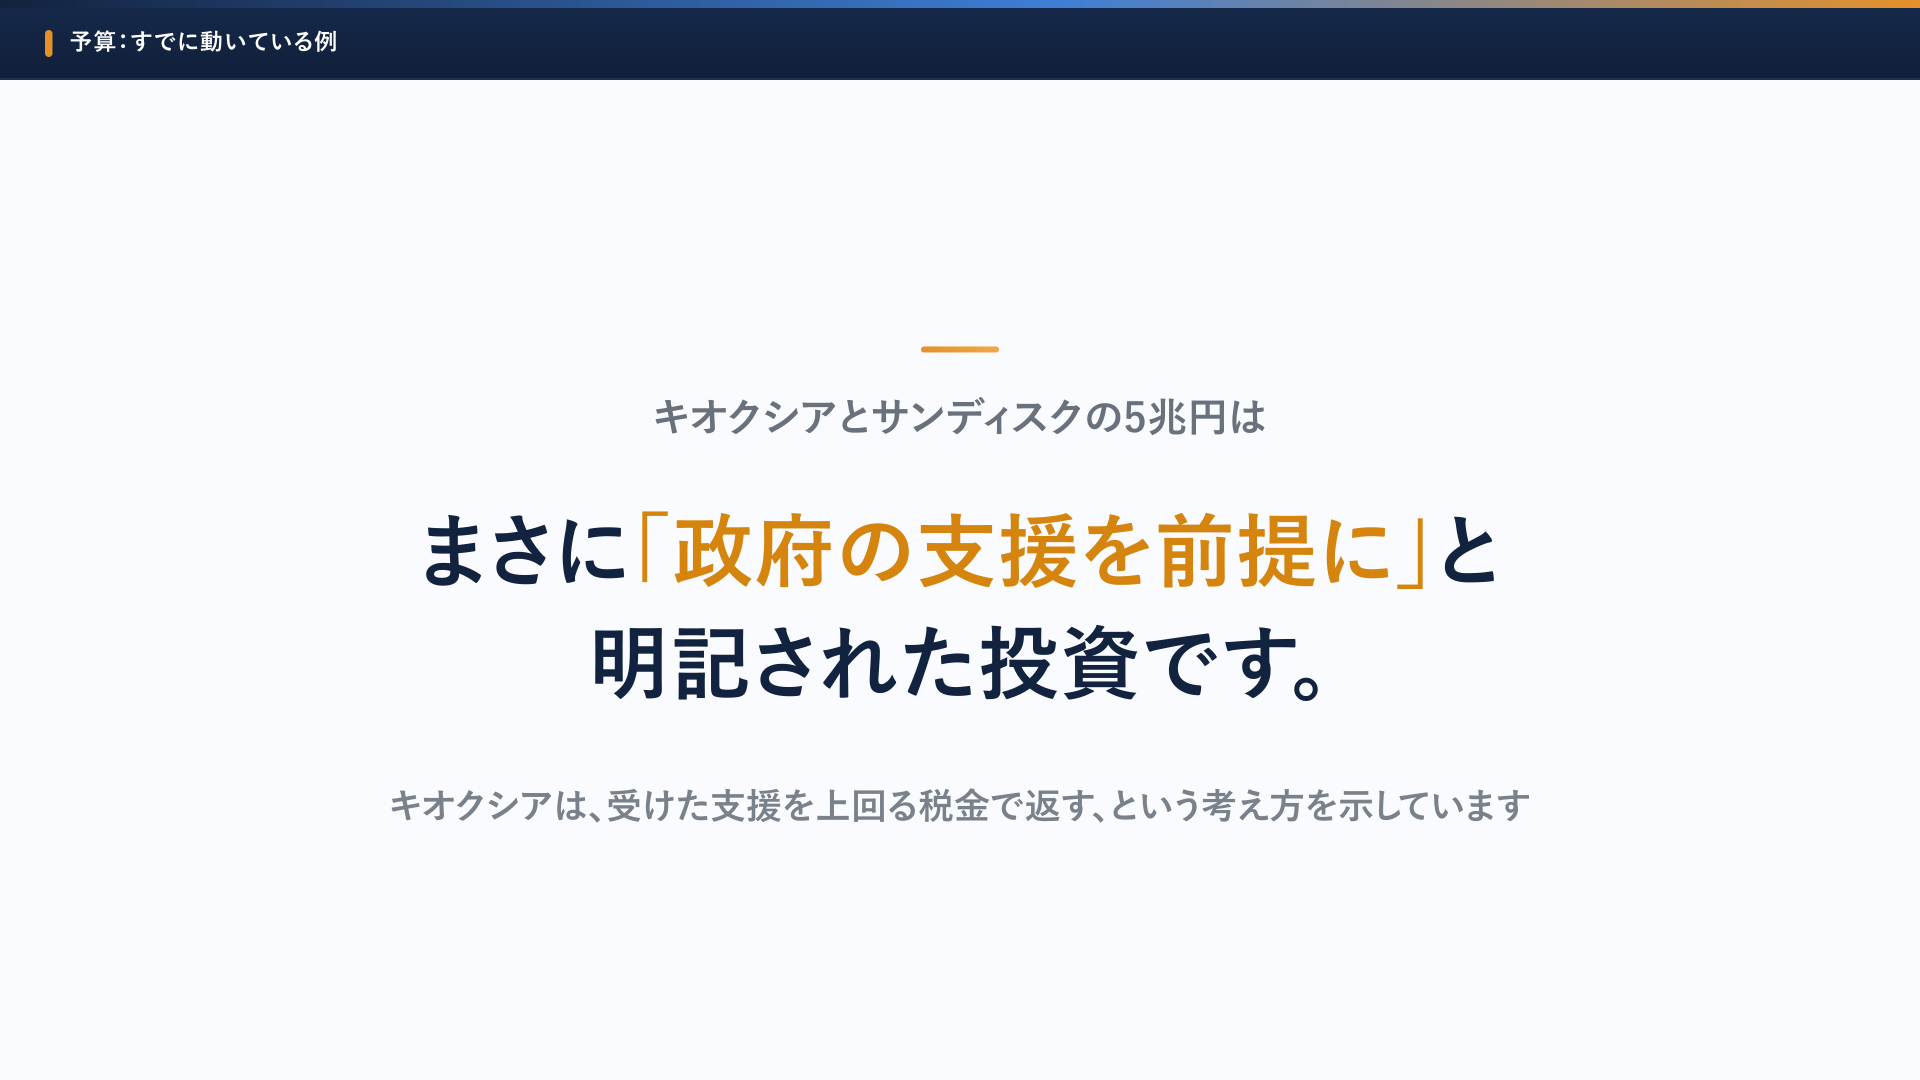 予算：すでに動いている例
キオクシアとサンディスクの5兆円は
まさに「政府の支援を前提に」と
明記された投資です。
キオクシアは、受けた支援を上回る税金で返す、という考え方を示しています